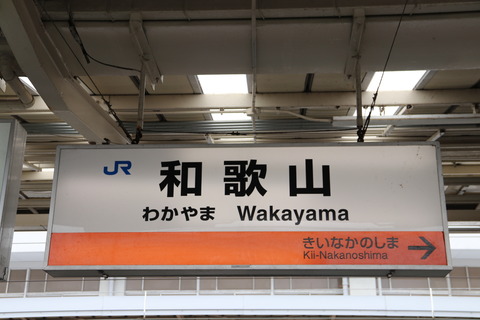 JR 和歌山
わかやま Wakayama
きいなかのしま →
Kii-Nakanoshima